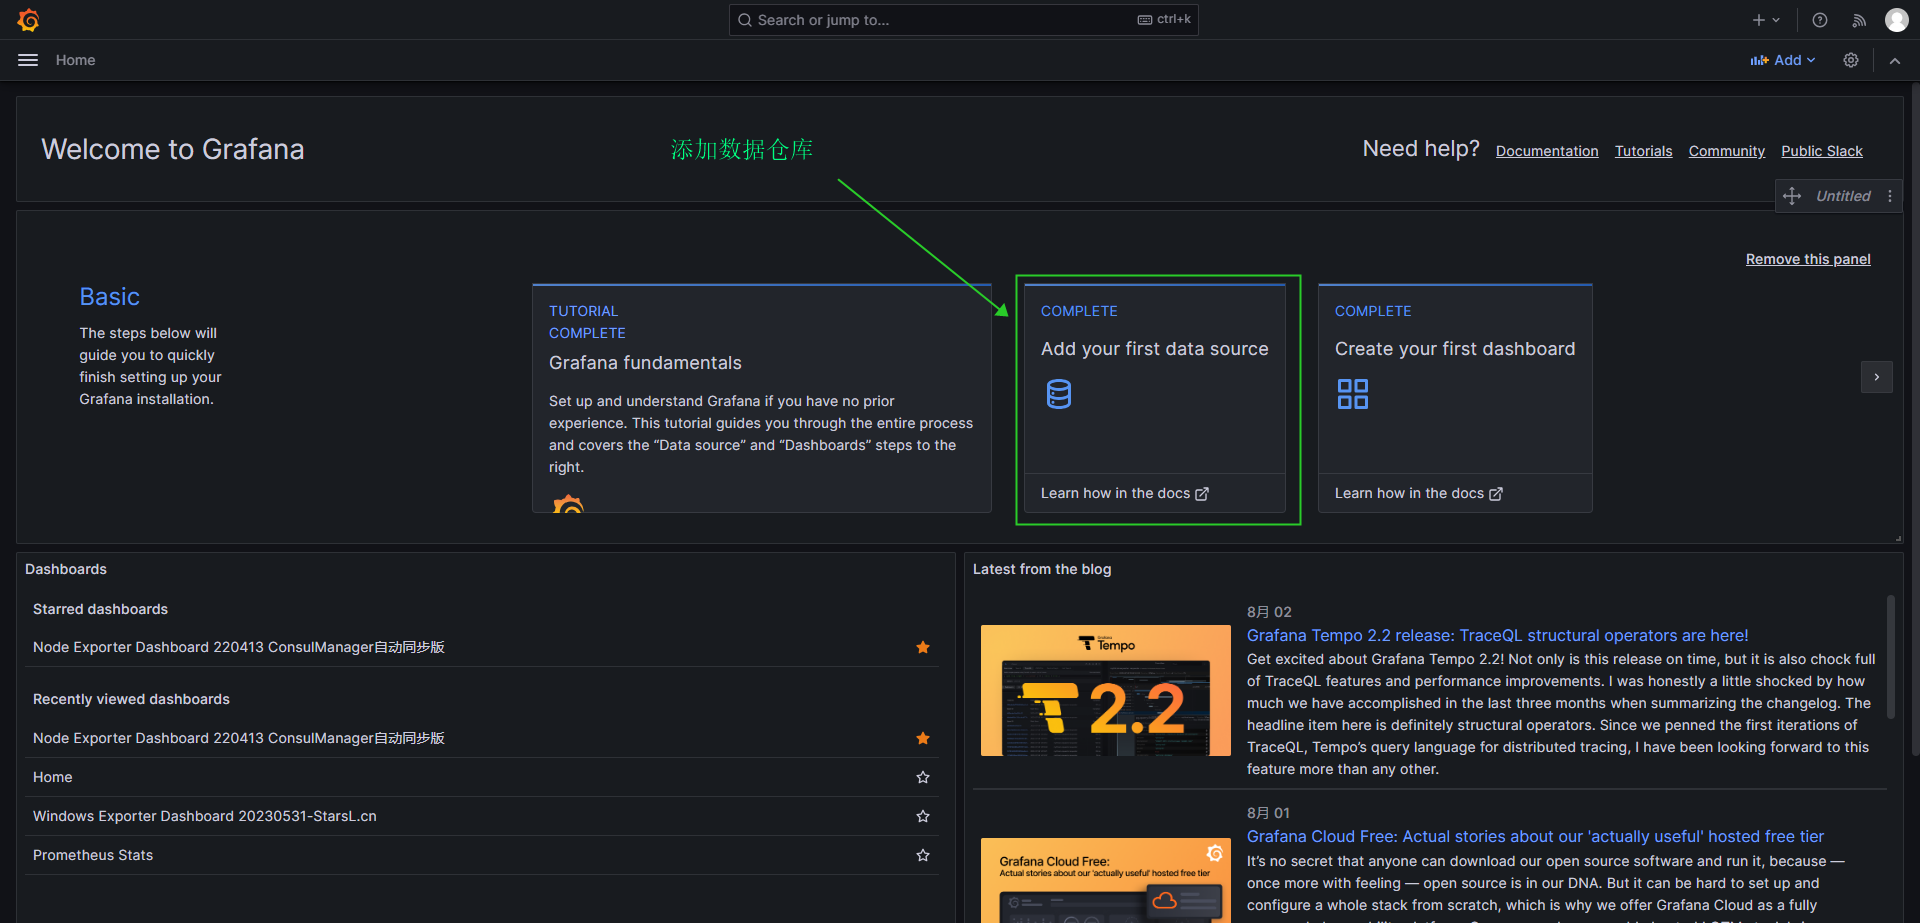 Search or jump to...
ctrl+k
Home
Add
Welcome to Grafana
添加数据仓库
Need help?
Documentation
Tutorials
Community
Public Slack
Untitled
Remove this panel
Basic
The steps below will
guide you to quickly
finish setting up your
Grafana installation.
TUTORIAL
COMPLETE
Grafana fundamentals
Set up and understand Grafana if you have no prior
experience. This tutorial guides you through the entire process
and covers the “Data source” and “Dashboards” steps to the
right.
COMPLETE
Add your first data source
Learn how in the docs
COMPLETE
Create your first dashboard
Learn how in the docs
Dashboards
Starred dashboards
Node Exporter Dashboard 220413 ConsulManager自动同步版
Recently viewed dashboards
Node Exporter Dashboard 220413 ConsulManager自动同步版
Home
Windows Exporter Dashboard 20230531-StarsL.cn
Prometheus Stats
Latest from the blog
Grafana
Tempo
2.2
8月 02
Grafana Tempo 2.2 release: TraceQL structural operators are here!
Get excited about Grafana Tempo 2.2! Not only is this release on time, but it is also chock full
of TraceQL features and performance improvements. I was honestly a little shocked by how
much we have accomplished in the last three months when summarizing the changelog. The
headline item here is definitely structural operators. Since we penned the first iterations of
TraceQL, Tempo’s query language for distributed tracing, I have been looking forward to this
feature more than any other.
Grafana Cloud Free:
Actual stories about our 'actually useful' hosted free tier
8月 01
Grafana Cloud Free: Actual stories about our 'actually useful' hosted free tier
It’s no secret that anyone can download our open source software and run it, because —
once more with feeling — open source is in our DNA. But it can be hard to set up and
configure a whole stack from scratch, which is why we offer Grafana Cloud as a fully